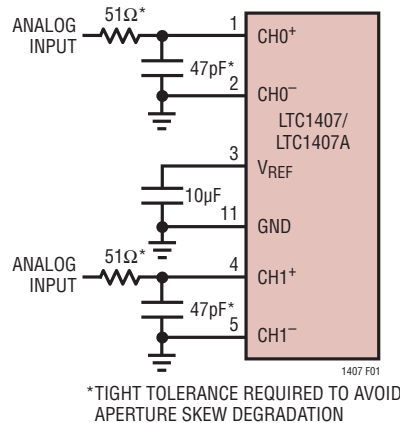 51Ω*
ANALOG
INPUT
1
CH0+
47pF*
2
CH0–
LTC1407/
LTC1407A
3
VREF
10µF
11
GND
51Ω*
ANALOG
INPUT
4
CH1+
47pF*
5
CH1–
1407 F01
*TIGHT TOLERANCE REQUIRED TO AVOID
APERTURE SKEW DEGRADATION